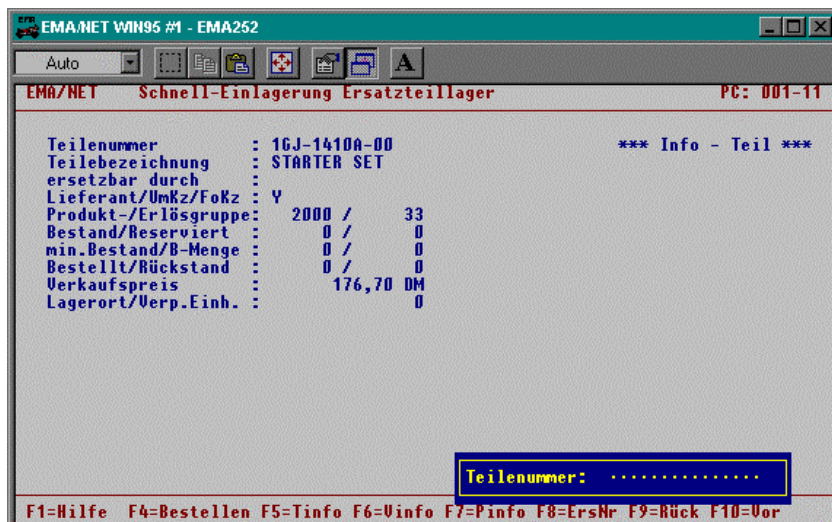 EMA/NET WIN95 #1 - EMA252
Auto
A
EMA/NET Schnell-Einlagerung Ersatzteillager PC: 001-11
Teilenummer : 1GJ-1410A-00 *** Info - Teil ***
Teilebezeichnung : STARTER SET
ersetzbar durch :
Lieferant/UmKz/FoKz : Y
Produkt-/Erlösgruppe: 2000 / 33
Bestand/Reserviert : 0 / 0
min.Bestand/B-Menge : 0 / 0
Bestellt/Rückstand : 0 / 0
Verkaufspreis : 176,70 DM
Lagerort/Verp.Einh. : 0
Teilenummer: ...............
F1=Hilfe F4=Bestellen F5=Tinfo F6=Vinfo F7=Pinfo F8=ErsNr F9=Rück F10=Vor